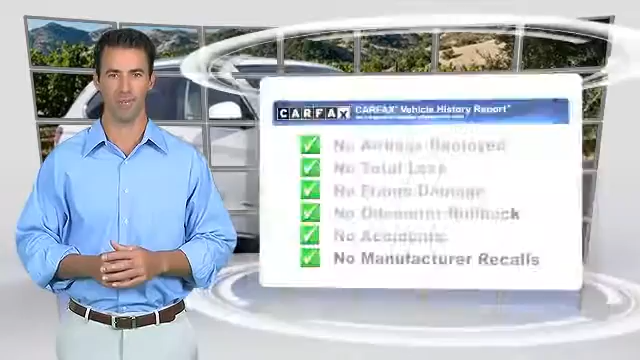 CARFAX CARFAX Vehicle History Report™
No Airbags Deployed
No Total Loss
No Frame Damage
No Odometer Rollback
No Accidents
No Manufacturer Recalls